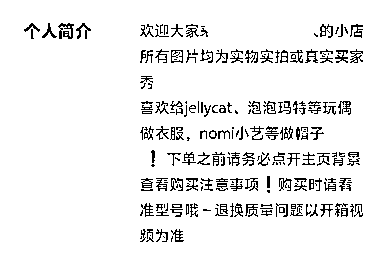 个人简介
欢迎大家来 的小店
所有图片均为实物实拍或真实买家
秀
喜欢给jellycat、泡泡玛特等玩偶
做衣服，nomi小艺等做帽子
❗下单之前请务必点开主页背景
查看购买注意事项❗购买时请看
准型号哦～退换质量问题以开箱视
频为准